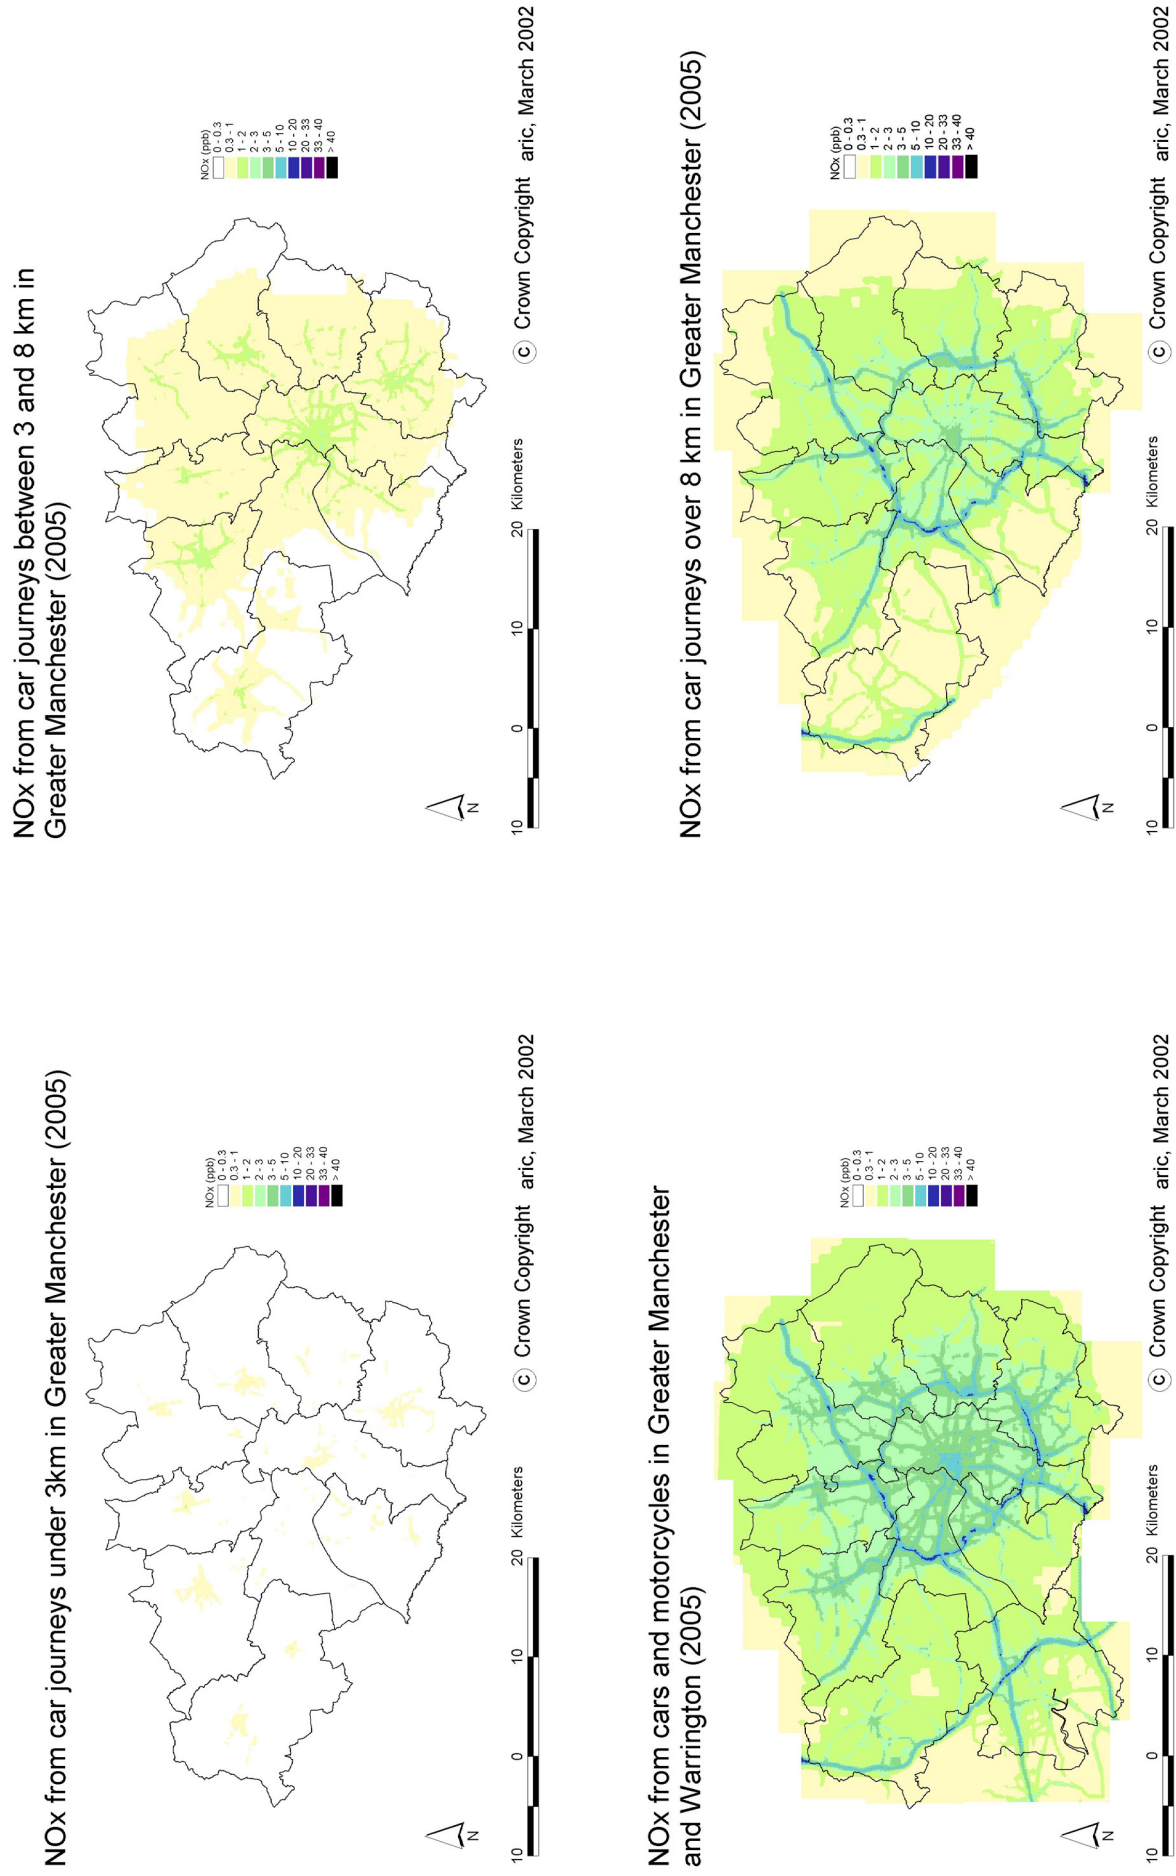 NOx from car journeys under 3km in Greater Manchester (2005)
NOx (ppb)
0 - 0.3
0.3 - 1
1 - 2
2 - 3
3 - 5
5 - 10
10 - 20
20 - 33
33 - 40
> 40
N
10 0 10 20 Kilometers
© Crown Copyright aric, March 2002
NOx from car journeys between 3 and 8 km in
Greater Manchester (2005)
NOx (ppb)
0 - 0.3
0.3 - 1
1 - 2
2 - 3
3 - 5
5 - 10
10 - 20
20 - 33
33 - 40
> 40
N
10 0 10 20 Kilometers
© Crown Copyright aric, March 2002
NOx from cars and motorcycles in Greater Manchester
and Warrington (2005)
NOx (ppb)
0 - 0.3
0.3 - 1
1 - 2
2 - 3
3 - 5
5 - 10
10 - 20
20 - 33
33 - 40
> 40
N
10 0 10 20 Kilometers
© Crown Copyright aric, March 2002
NOx from car journeys over 8 km in Greater Manchester (2005)
NOx (ppb)
0 - 0.3
0.3 - 1
1 - 2
2 - 3
3 - 5
5 - 10
10 - 20
20 - 33
33 - 40
> 40
N
10 0 10 20 Kilometers
© Crown Copyright aric, March 2002